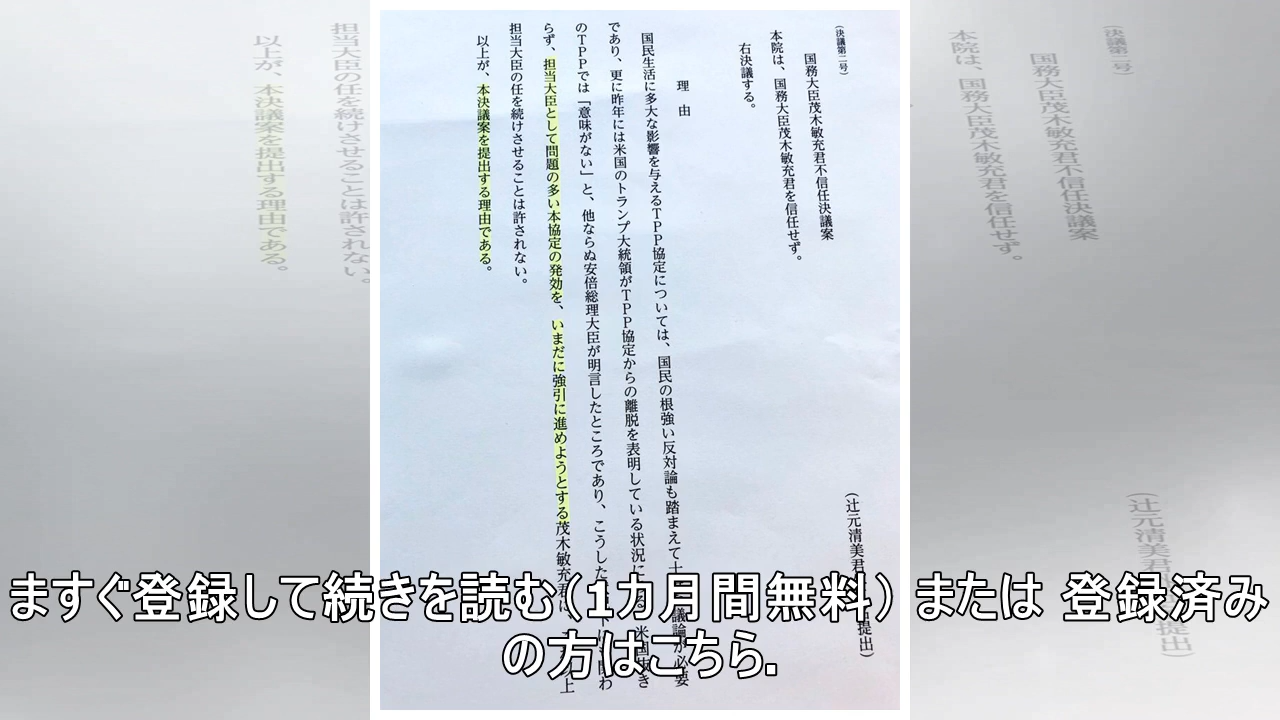 (決議第二号)
国務大臣茂木敏充君不信任決議案
本院は、国務大臣茂木敏充君を信任せず。
右決議する。
(辻元清美君
提出)
理 由
国民生活に多大な影響を与えるTPP協定については、国民の根強い反対論も踏まえて十
議論が必要
であり、更に昨年には米国のトランプ大統領がTPP協定からの離脱を表明している状況に
米国抜き
のTPPでは「意味がない」と、他ならぬ安倍総理大臣が明言したところであり、こうした
らず、担当大臣として問題の多い本協定の発効を、いまだに強引に進めようとする茂木敏充君に、
以上
担当大臣の任を続けさせることは許されない。
以上が、本決議案を提出する理由である。
ますぐ登録して続きを読む(1カ月間無料) または 登録済み
の方はこちら.